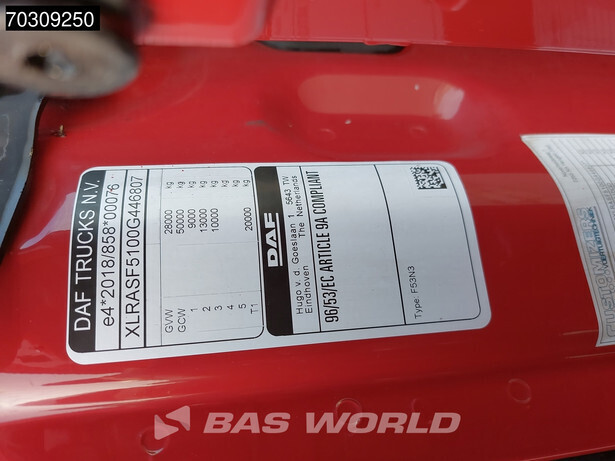 70309250
DAF TRUCKS N.V.
e4*2018/858*00076*
XLRASF5100G446807
GVW 28000 kg
GCW 50000 kg
1 9000 kg
2 13000 kg
3 10000 kg
4
5
T1 20000 kg
DAF
Hugo v. d. Goeslaan 1 5643 TW
Eindhoven The Netherlands
96/53/EC ARTICLE 9A COMPLIANT
Type F53N3
BAS WORLD